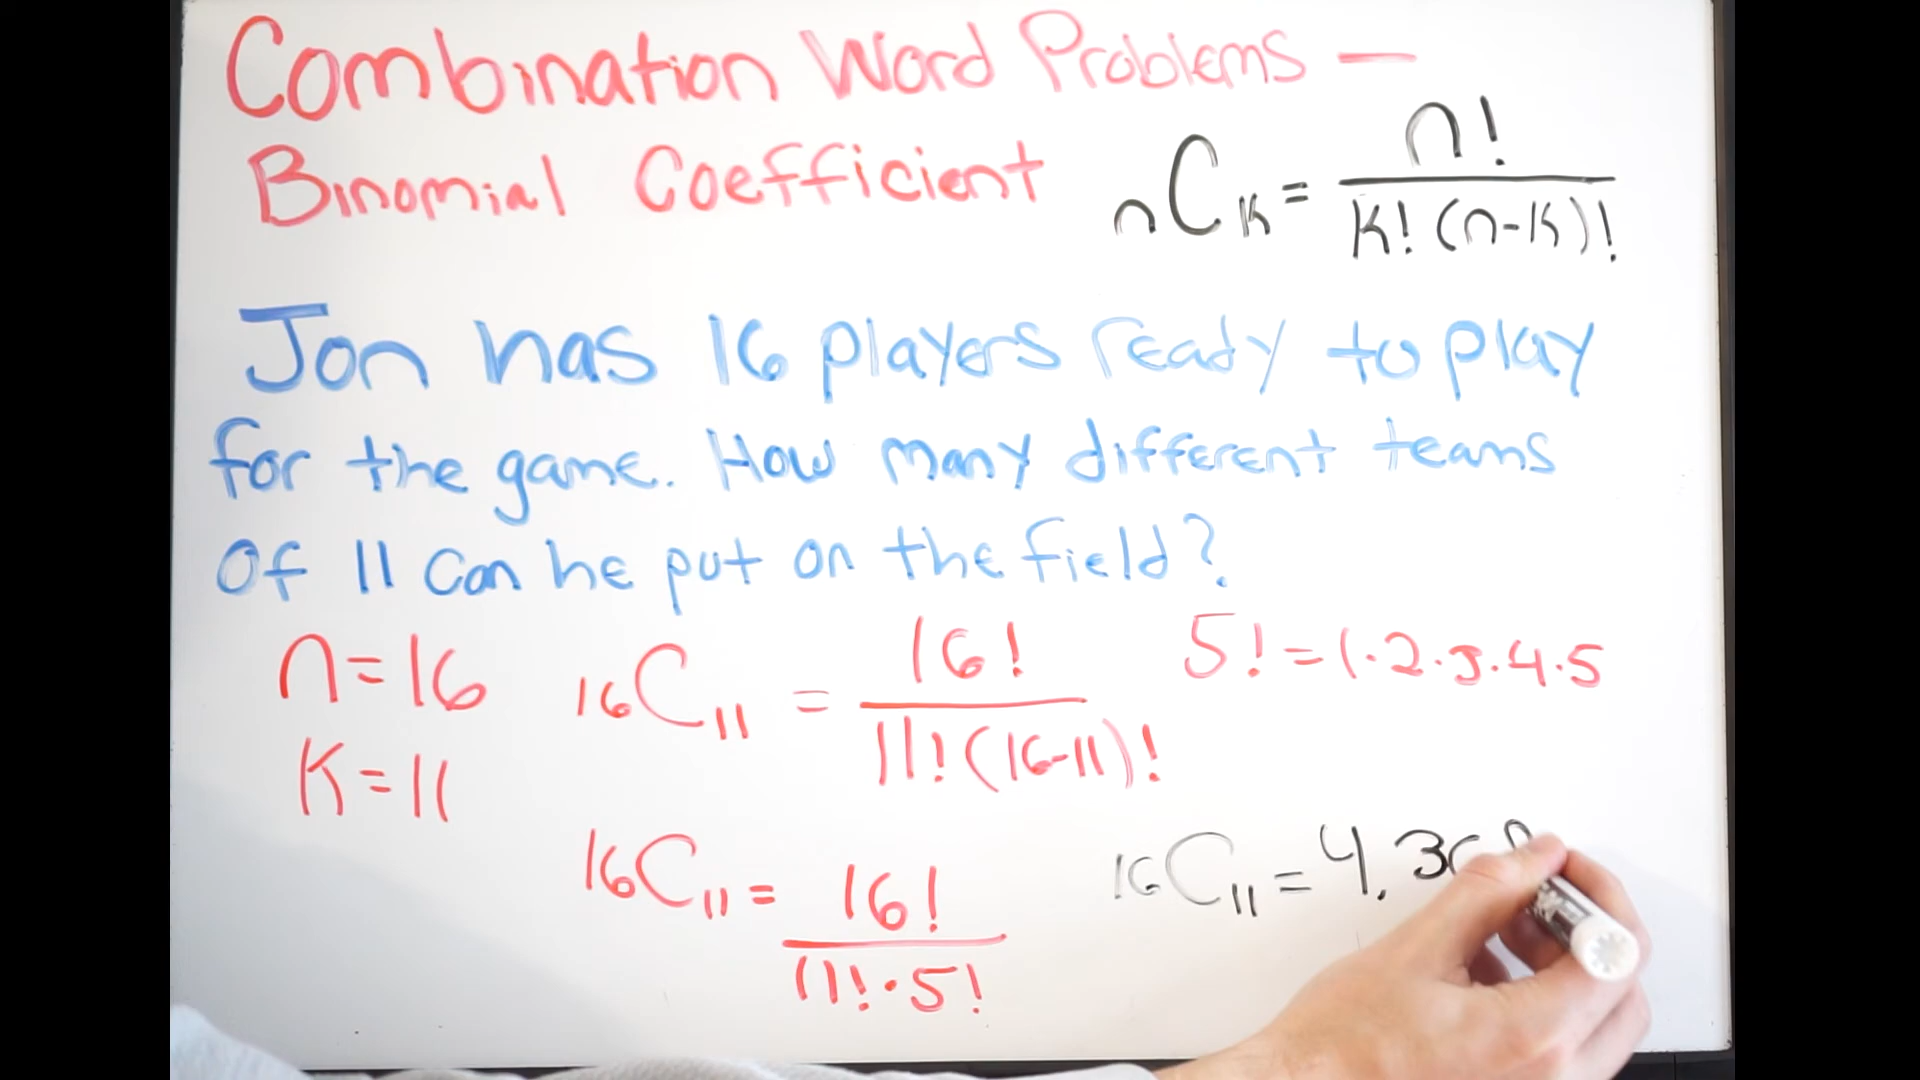 Combination Word Problems —
Binomial Coefficient
nCk = n! / k! (n-k)!
Jon has 16 players ready to play
for the game. How many different teams
of 11 can he put on the field?
n = 16
k = 11
16C11 = 16! / 11! (16-11)!
5! = 1·2·3·4·5
16C11 = 16! / 11! · 5!
16C11 = 4,36